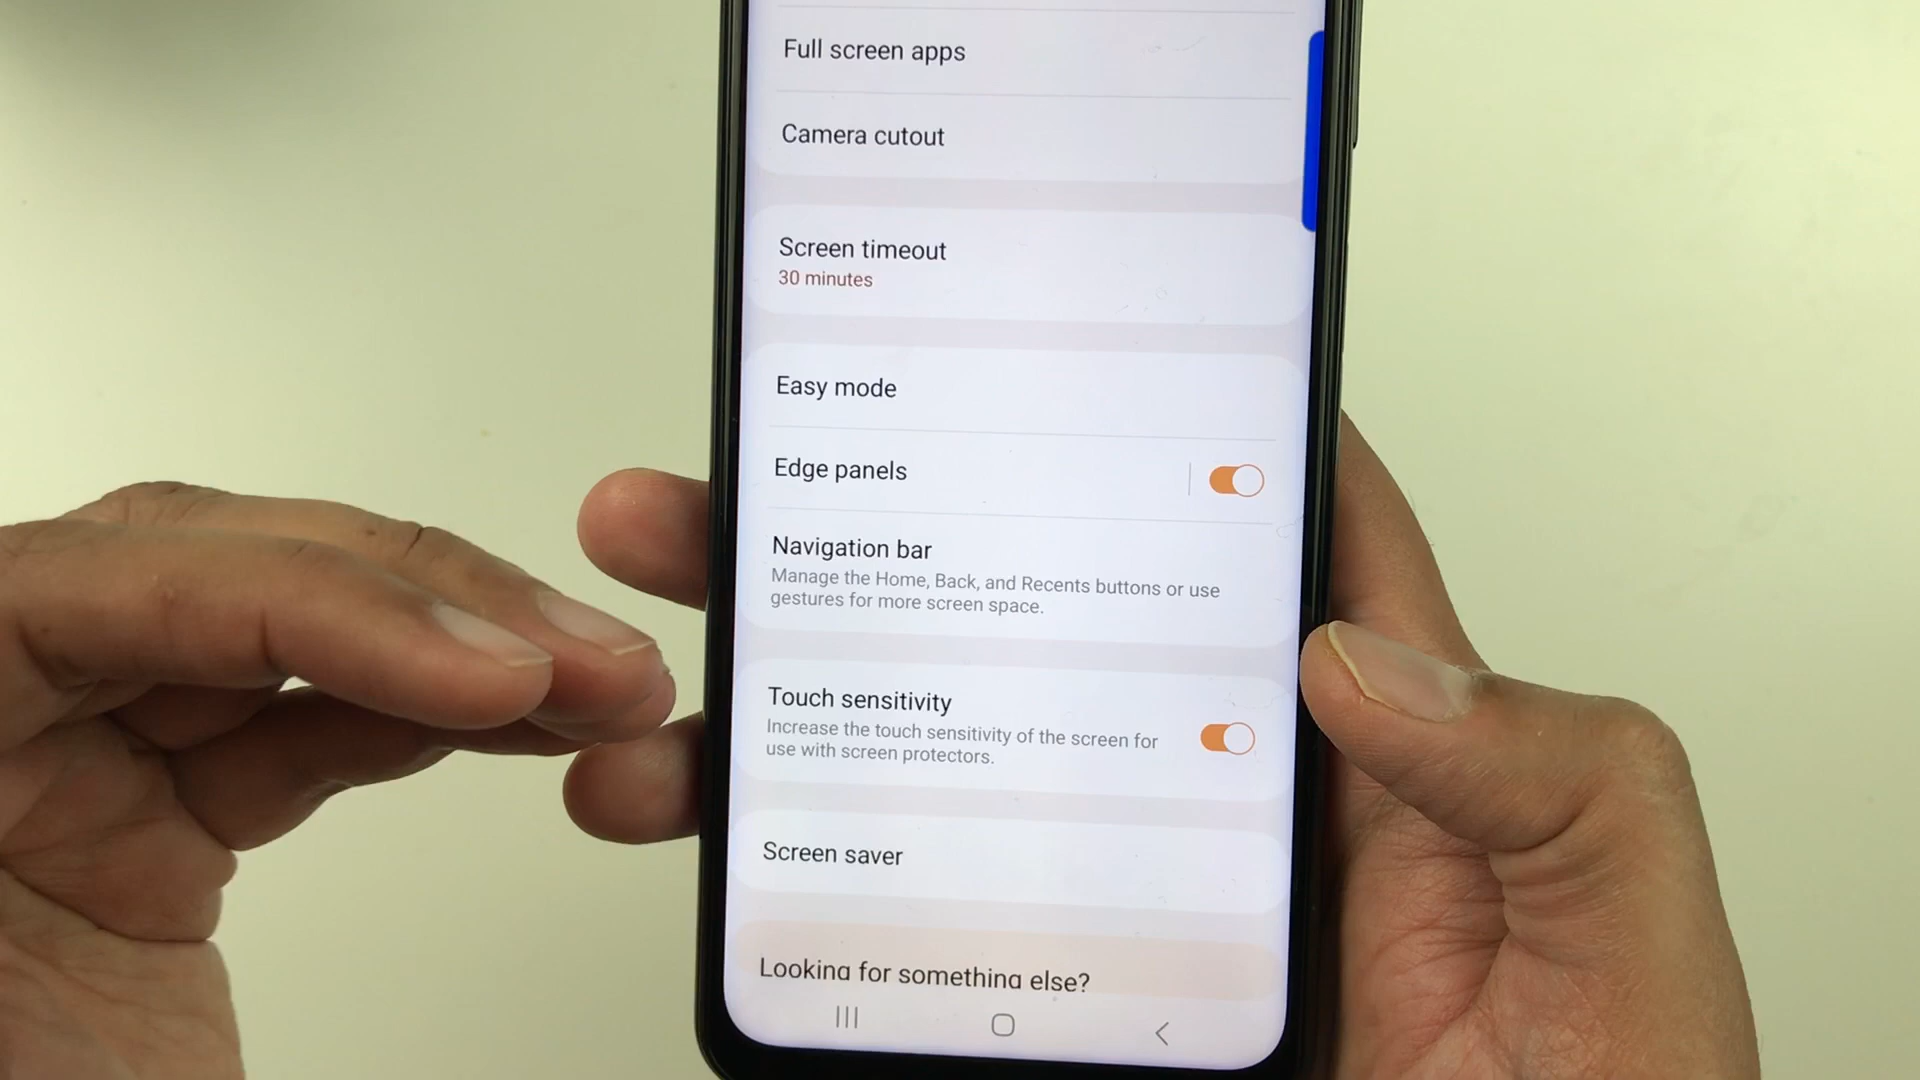 Full screen apps
Camera cutout
Screen timeout
30 minutes
Easy mode
Edge panels
Navigation bar
Manage the Home, Back, and Recents buttons or use
gestures for more screen space.
Touch sensitivity
Increase the touch sensitivity of the screen for
use with screen protectors.
Screen saver
Looking for something else?